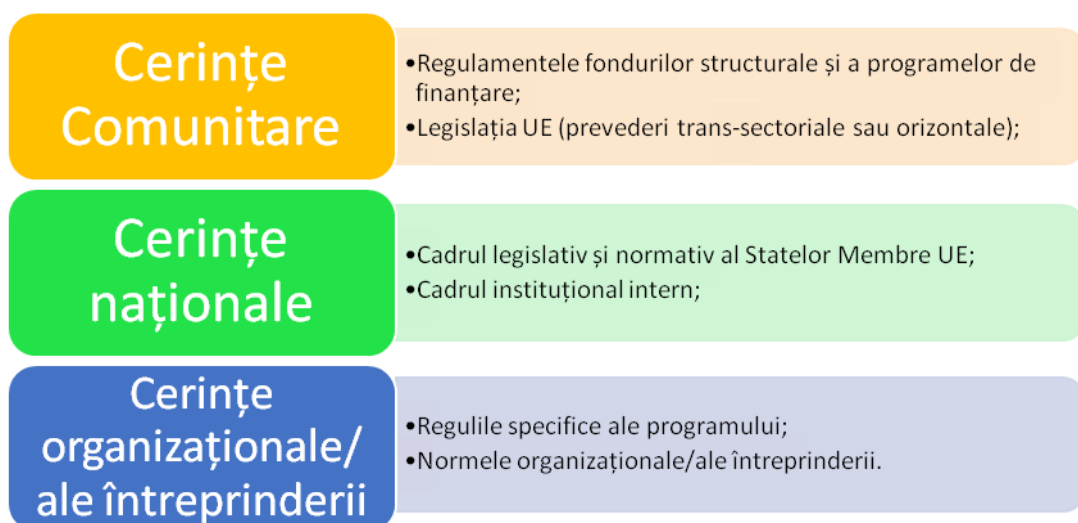 Cerințe
Comunitare
•Regulamentele fondurilor structurale și a programelor de
finanțare;
•Legislația UE (prevederi trans-sectoriale sau orizontale);
Cerințe
naționale
•Cadrul legislativ și normativ al Statelor Membre UE;
•Cadrul instituțional intern;
Cerințe
organizaționale/
ale întreprinderii
•Regulile specifice ale programului;
•Normele organizaționale/ale întreprinderii.